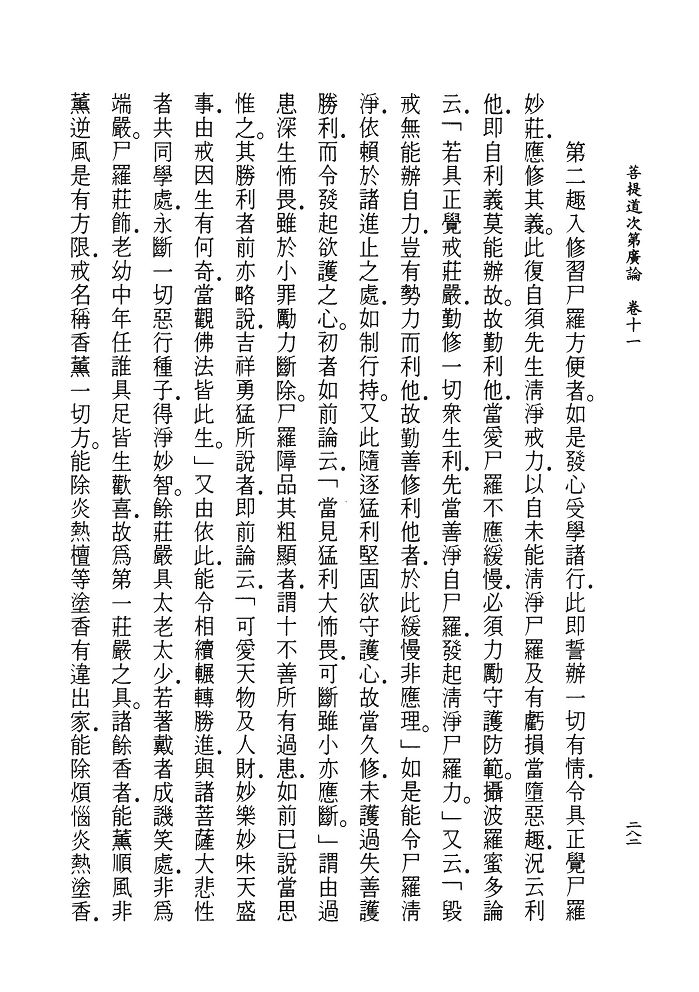 菩提道次第廣論　卷十一
二八二
第二趣入修習尸羅方便者。如是發心受學諸行．此即誓辦一切有情．令具正覺尸羅
妙莊．應修其義。此復自須先生淸淨戒力．以自未能淸淨尸羅及有虧損當墮惡趣．況云利
他．即自利義莫能辦故。故勤利他．當愛尸羅不應緩慢．必須力勵守護防範。攝波羅蜜多論
云．「若具正覺戒莊嚴．勤修一切衆生利．先當善淨自尸羅．發起淸淨尸羅力。」又云．「毀
戒無能辦自力．豈有勢力而利他．故勤善修利他者．於此緩慢非應理。」如是能令尸羅淸
淨．依賴於諸進止之處．如制行持。又此隨逐猛利堅固欲守護心．故當久修．未護過失善護
勝利．而令發起欲護之心。初者如前論云．「當見猛利大怖畏．可斷雖小亦應斷。」謂由過
患深生怖畏．雖於小罪勵力斷除。尸羅障品其粗顯者．謂十不善所有過患．如前已說當思
惟之。其勝利者前亦略說．吉祥勇猛所說者．即前論云．「可愛天物及人財．妙樂妙味天盛
事．由戒因生有何奇．當觀佛法皆此生。」又由依此．能令相續輾轉勝進．與諸菩薩大悲性
者共同學處．永斷一切惡行種子．得淨妙智。餘莊嚴具太老太少．若著戴者成譏笑處．非爲
端嚴。尸羅莊飾．老幼中年任誰具足皆生歡喜．故爲第一莊嚴之具。諸餘香者．能薰順風非
薰逆風是有方限．戒名稱香薰一切方。能除炎熱檀等塗香有違出家．能除煩惱炎熱塗香．